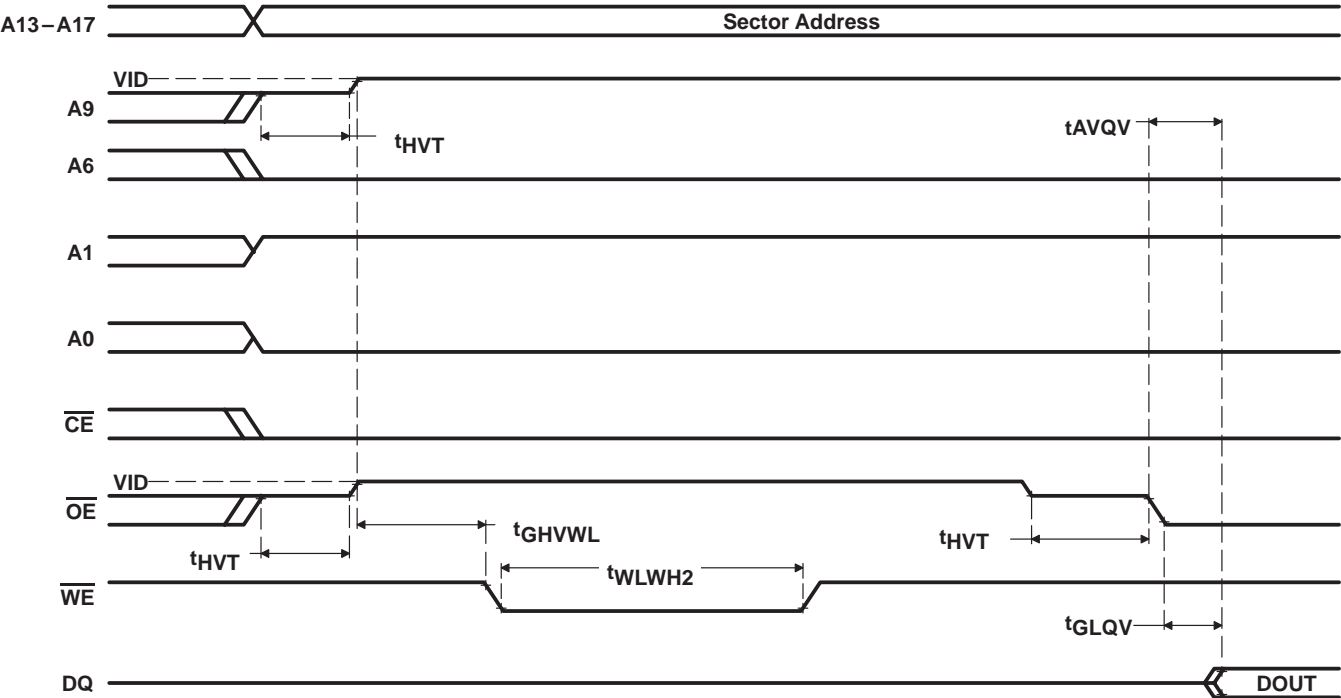 A13–A17
Sector Address
VID
A9
tHVT
tAVQV
A6
A1
A0
CE
VID
OE
tGHVWL
tHVT
tHVT
tWLWH2
WE
tGLQV
DQ
DOUT